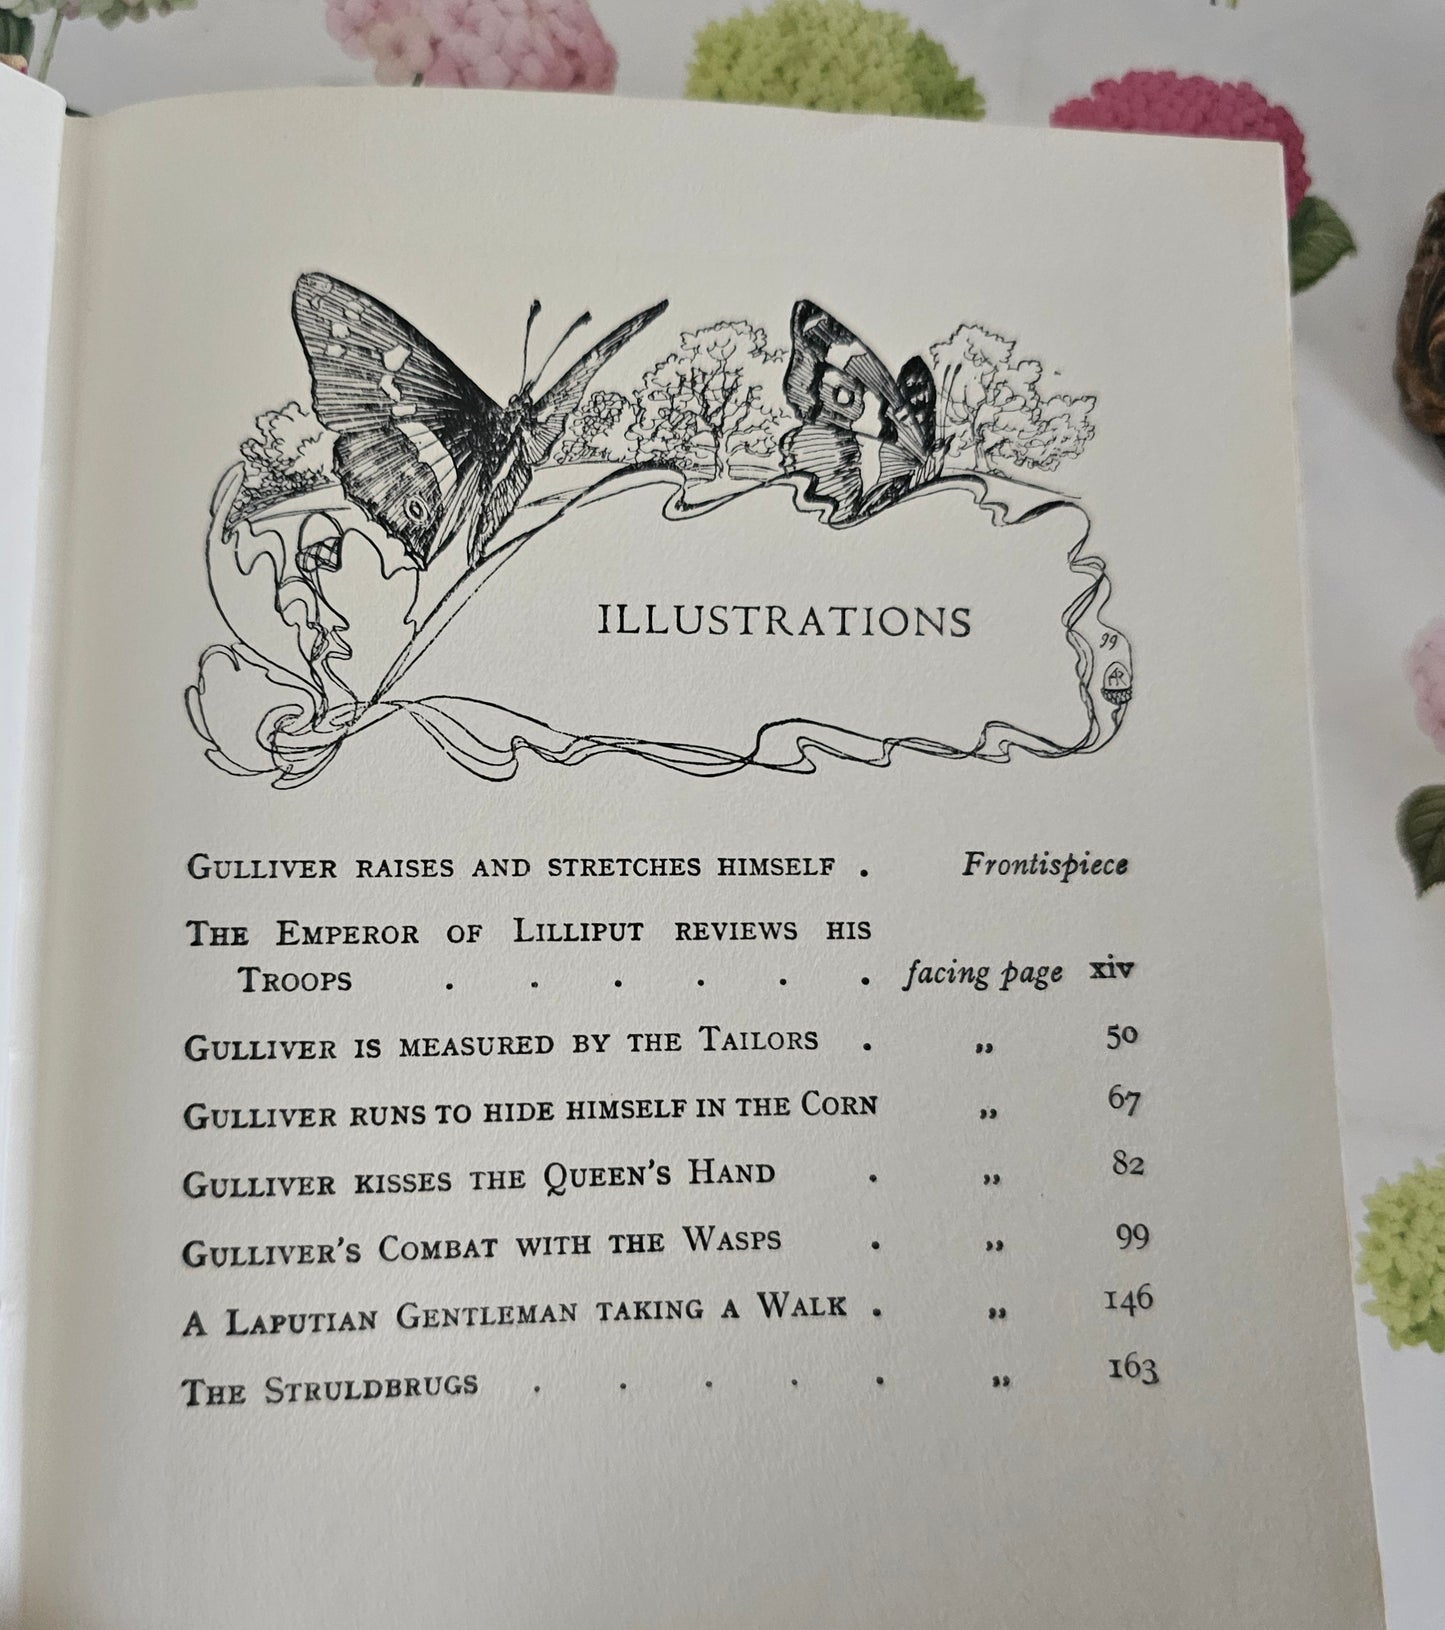 ILLUSTRATIONS
99
AR
GULLIVER RAISES AND STRETCHES HIMSELF . Frontispiece
THE EMPEROR OF LILLIPUT REVIEWS HIS
TROOPS . . . . . . facing page xiv
GULLIVER IS MEASURED BY THE TAILORS . ,, 50
GULLIVER RUNS TO HIDE HIMSELF IN THE CORN ,, 67
GULLIVER KISSES THE QUEEN'S HAND . ,, 82
GULLIVER'S COMBAT WITH THE WASPS . ,, 99
A LAPUTIAN GENTLEMAN TAKING A WALK . ,, 146
THE STRULDBRUGS . . . . . ,, 163